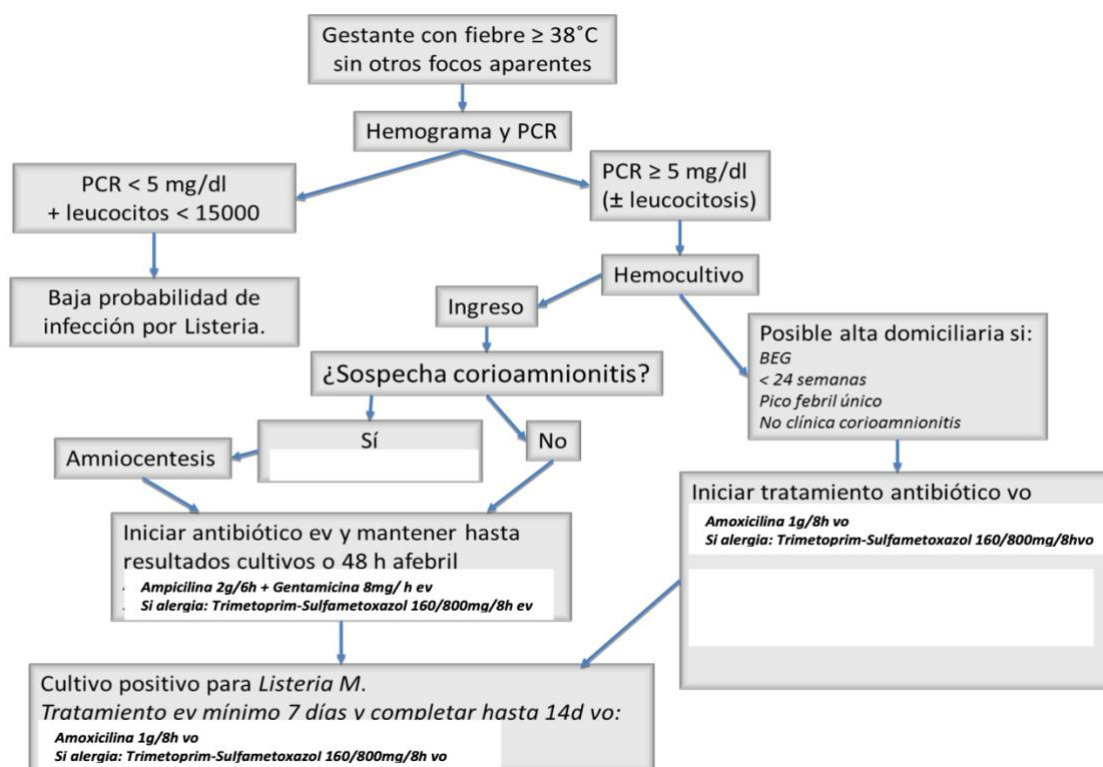 Gestante con fiebre ≥ 38˚C
sin otros focos aparentes
Hemograma y PCR
PCR < 5 mg/dl
+ leucocitos < 15000
PCR ≥ 5 mg/dl
(± leucocitosis)
Baja probabilidad de
infección por Listeria.
Hemocultivo
Ingreso
Posible alta domiciliaria si:
BEG
< 24 semanas
Pico febril único
No clínica corioamnionitis
¿Sospecha corioamnionitis?
Sí
No
Amniocentesis
Iniciar antibiótico ev y mantener hasta
resultados cultivos o 48 h afebril
Ampicilina 2g/6h + Gentamicina 8mg/ h ev
Si alergia: Trimetoprim-Sulfametoxazol 160/800mg/8h ev
Iniciar tratamiento antibiótico vo
Amoxicilina 1g/8h vo
Si alergia: Trimetoprim-Sulfametoxazol 160/800mg/8hvo
Cultivo positivo para Listeria M.
Tratamiento ev mínimo 7 días y completar hasta 14d vo:
Amoxicilina 1g/8h vo
Si alergia: Trimetoprim-Sulfametoxazol 160/800mg/8h vo